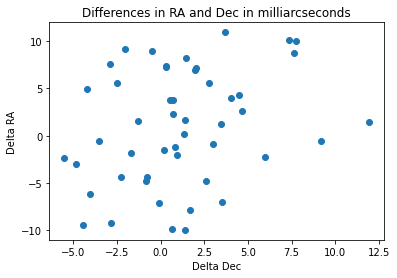 Differences in RA and Dec in milliarcseconds
10
5
0
−5
−10
Delta RA
−5.0 −2.5 0.0 2.5 5.0 7.5 10.0 12.5
Delta Dec